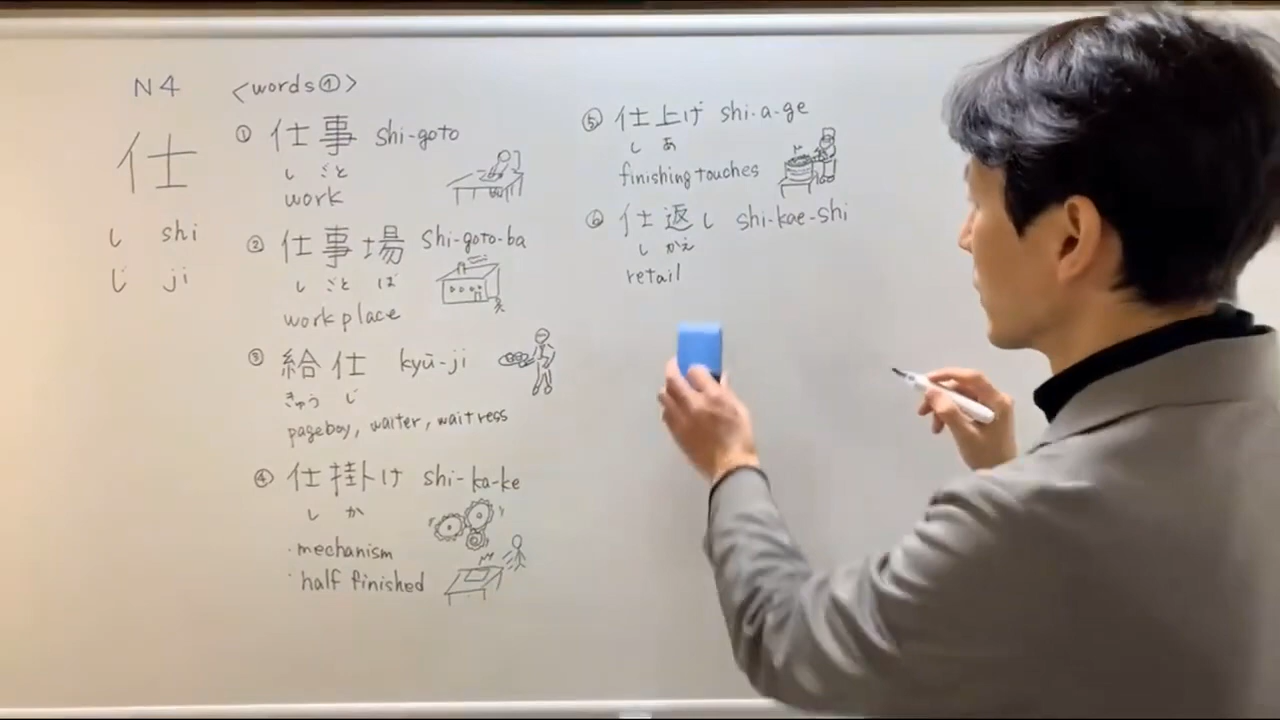 N4
<words①>
仕
し shi
じ ji
① 仕事 shi-goto
し ごと
work
② 仕事場 shi-goto-ba
し ごと ば
workplace
③ 給仕 kyū-ji
きゅう じ
pageboy, waiter, waitress
④ 仕掛け shi-ka-ke
し か
・mechanism
・half finished
⑤ 仕上げ shi-a-ge
し あ
finishing touches
⑥ 仕返し shi-kae-shi
し かえ
retail